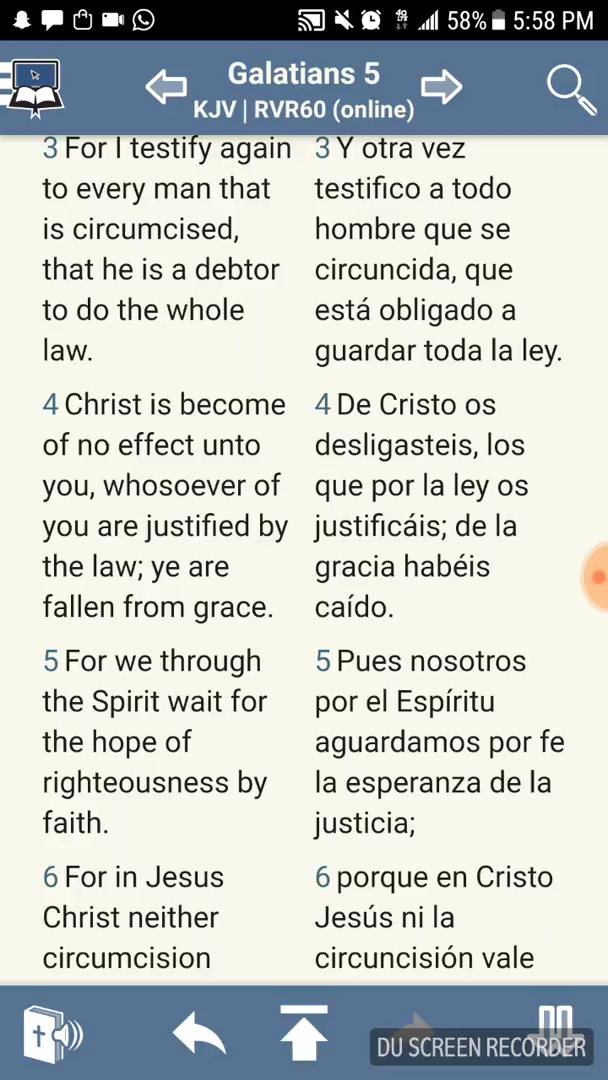 58% 5:58 PM
Galatians 5
KJV | RVR60 (online)
3 For I testify again
to every man that
is circumcised,
that he is a debtor
to do the whole
law.
4 Christ is become
of no effect unto
you, whosoever of
you are justified by
the law; ye are
fallen from grace.
5 For we through
the Spirit wait for
the hope of
righteousness by
faith.
6 For in Jesus
Christ neither
circumcision
3 Y otra vez
testifico a todo
hombre que se
circuncida, que
está obligado a
guardar toda la ley.
4 De Cristo os
desligasteis, los
que por la ley os
justificáis; de la
gracia habéis
caído.
5 Pues nosotros
por el Espíritu
aguardamos por fe
la esperanza de la
justicia;
6 porque en Cristo
Jesús ni la
circuncisión vale
DU SCREEN RECORDER